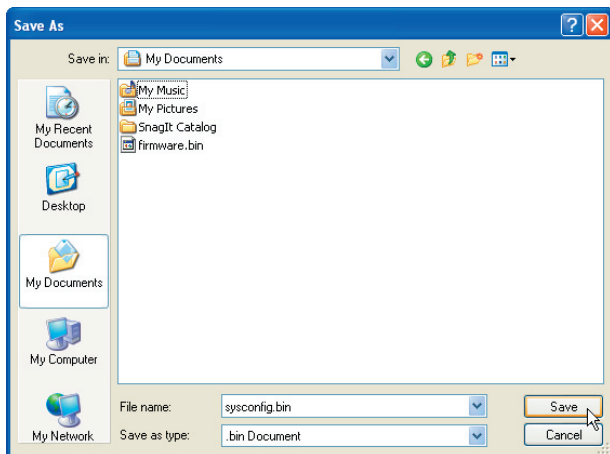 Save As
Save in:
My Documents
My Recent
Documents
Desktop
My Documents
My Computer
My Network
My Music
My Pictures
SnagIt Catalog
firmware.bin
File name:
sysconfig.bin
Save
Save as type:
.bin Document
Cancel